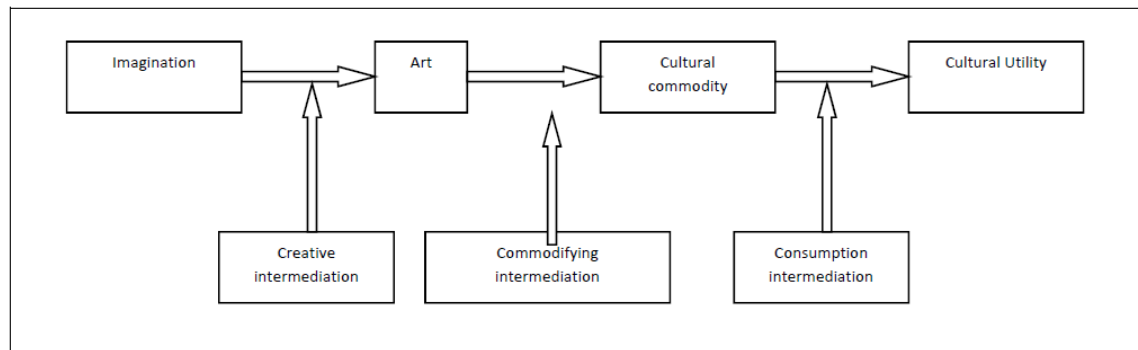 Imagination
Art
Cultural
commodity
Cultural Utility
Creative
intermediation
Commodifying
intermediation
Consumption
intermediation